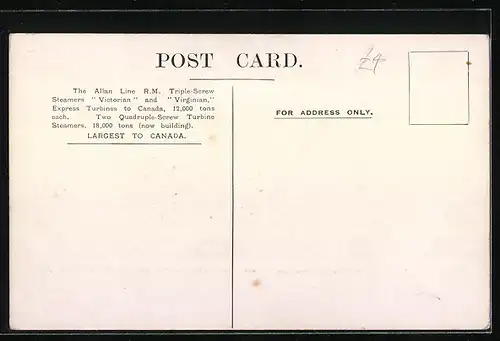 POST CARD.
£4
The Allan Line R.M. Triple-Screw
Steamers "Victorian" and "Virginian,"
Express Turbines to Canada, 12,000 tons
each. Two Quadruple-Screw Turbine
Steamers, 18,000 tons (now building).
LARGEST TO CANADA.
FOR ADDRESS ONLY.